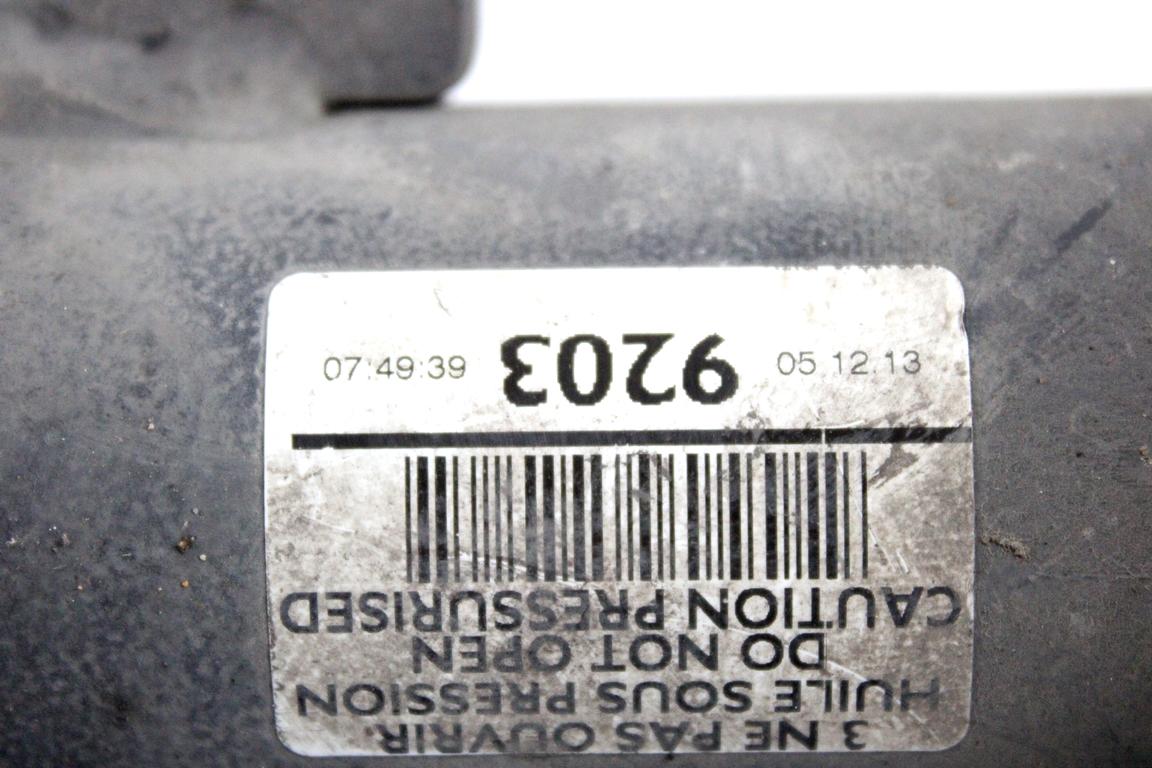 07:49:39 9203 05 12.13
CAUTION PRESSURISED
DO NOT OPEN
HUILE SOUS PRESSION
3 NE PAS OUVRIR.